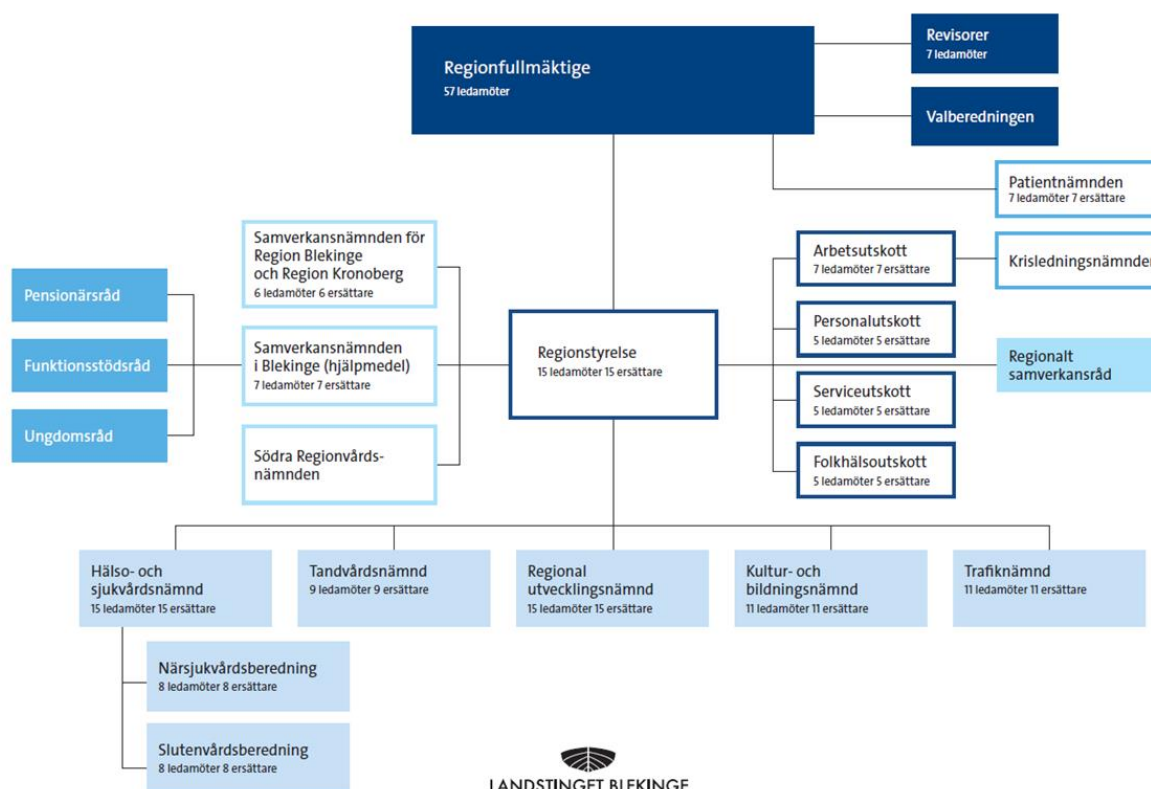 Regionfullmäktige
57 ledamöter
Revisorer
7 ledamöter
Valberedningen
Patientnämnden
7 ledamöter 7 ersättare
Samverkansnämnden för
Region Blekinge
och Region Kronoberg
6 ledamöter 6 ersättare
Arbetsutskott
7 ledamöter 7 ersättare
Krisledningsnämnden
Pensionärsråd
Personalutskott
5 ledamöter 5 ersättare
Funktionsstödsråd
Samverkansnämnden
i Blekinge (hjälpmedel)
7 ledamöter 7 ersättare
Regionstyrelse
15 ledamöter 15 ersättare
Regionalt
samverkansråd
Serviceutskott
5 ledamöter 5 ersättare
Ungdomsråd
Södra Regionvårds-
nämnden
Folkhälsoutskott
5 ledamöter 5 ersättare
Hälso- och
sjukvårdsnämnd
15 ledamöter 15 ersättare
Tandvårdsnämnd
9 ledamöter 9 ersättare
Regional
utvecklingsnämnd
15 ledamöter 15 ersättare
Kultur- och
bildningsnämnd
11 ledamöter 11 ersättare
Trafiknämnd
11 ledamöter 11 ersättare
Närsjukvårdsberedning
8 ledamöter 8 ersättare
Slutenvårdsberedning
8 ledamöter 8 ersättare
LANDSTINGET BLEKINGE